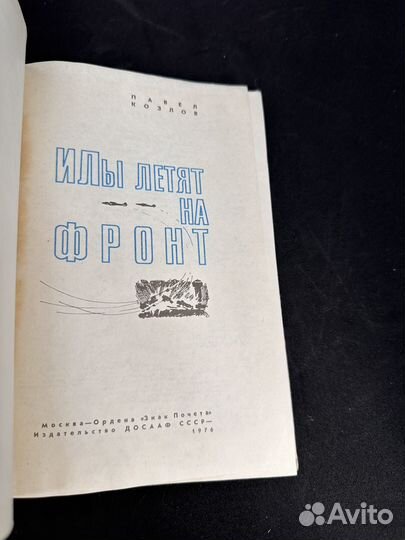 ПАВЕЛ
КОЗЛОВ
ИЛЫ ЛЕТЯТ
НА
ФРОНТ
Москва—Ордена «Знак Почета»
Издательство ДОСААФ СССР—
1976
Avito